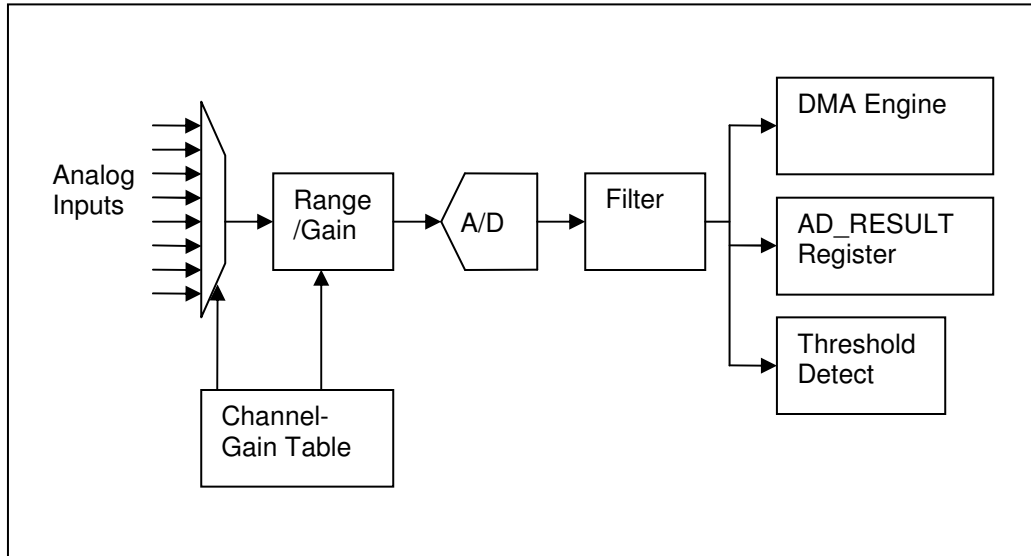 Analog
Inputs
Range
/Gain
A/D
Filter
DMA Engine
AD_RESULT
Register
Threshold
Detect
Channel-
Gain Table